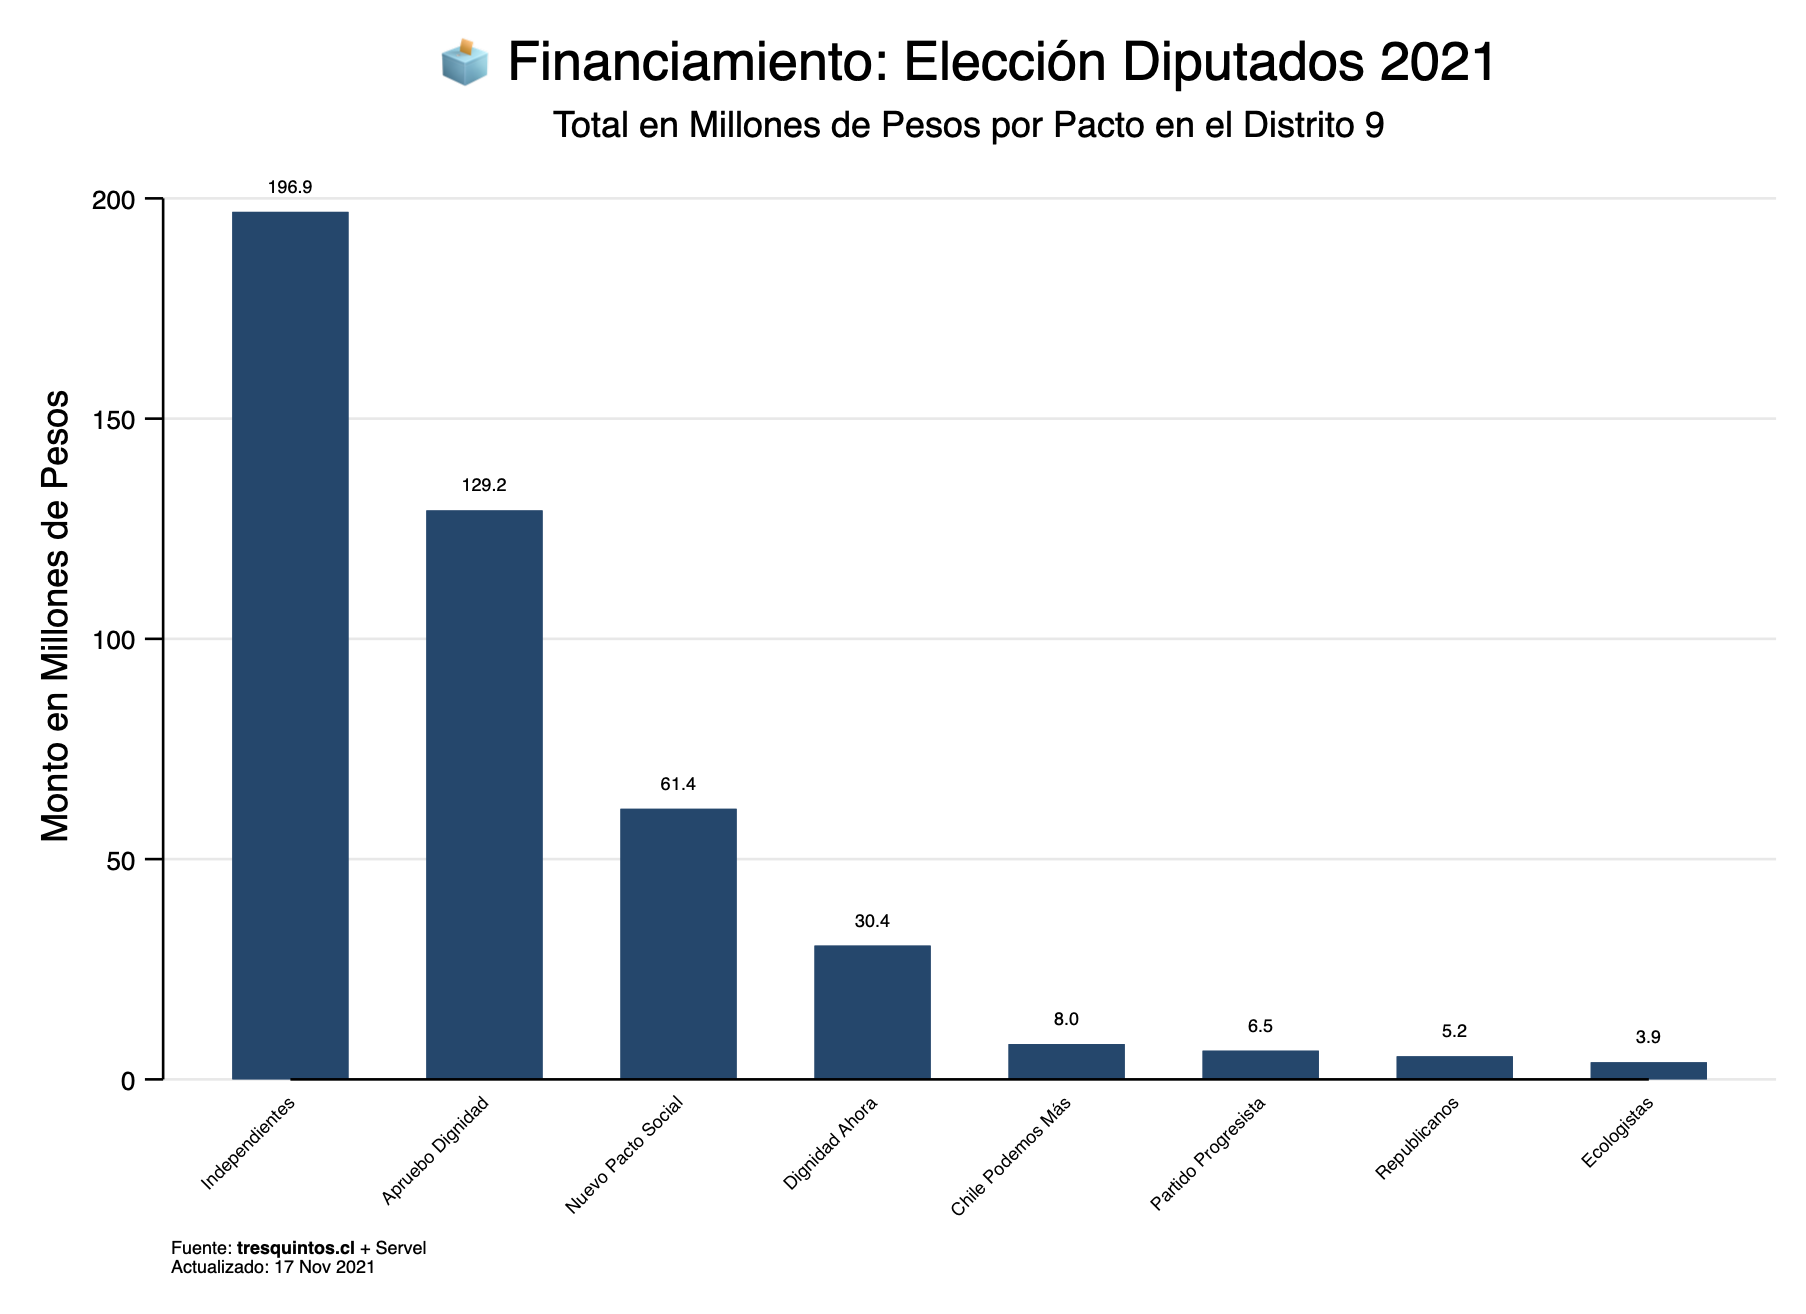 Financiamiento: Elección Diputados 2021
Total en Millones de Pesos por Pacto en el Distrito 9
Monto en Millones de Pesos
200
150
100
50
0
196.9
129.2
61.4
30.4
8.0
6.5
5.2
3.9
Independientes
Apruebo Dignidad
Nuevo Pacto Social
Dignidad Ahora
Chile Podemos Más
Partido Progresista
Republicanos
Ecologistas
Fuente: tresquintos.cl + Servel
Actualizado: 17 Nov 2021